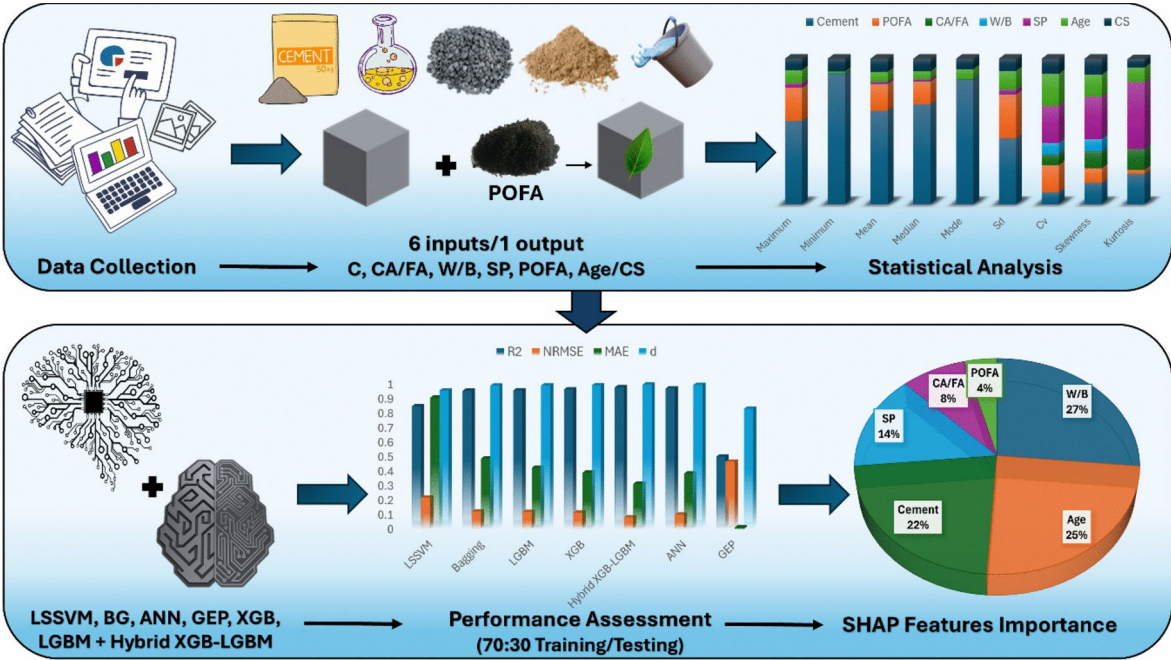 Cement POFA CA/FA W/B SP Age CS
CEMENT
50KG
POFA
Maximum
Minimum
Mean
Median
Mode
Sd
Cv
Skewness
Kurtosis
6 inputs/1 output
Data Collection
C, CA/FA, W/B, SP, POFA, Age/CS
Statistical Analysis
R2 NRMSE MAE d
1
0.9
0.8
0.7
0.6
0.5
0.4
0.3
0.2
0.1
0
LSSVM
Bagging
LGBM
XGB
Hybrid XGB-LGBM
ANN
GEP
POFA
4%
CA/FA
8%
W/B
27%
SP
14%
Cement
22%
Age
25%
LSSVM, BG, ANN, GEP, XGB,
LGBM + Hybrid XGB-LGBM
Performance Assessment
(70:30 Training/Testing)
SHAP Features Importance